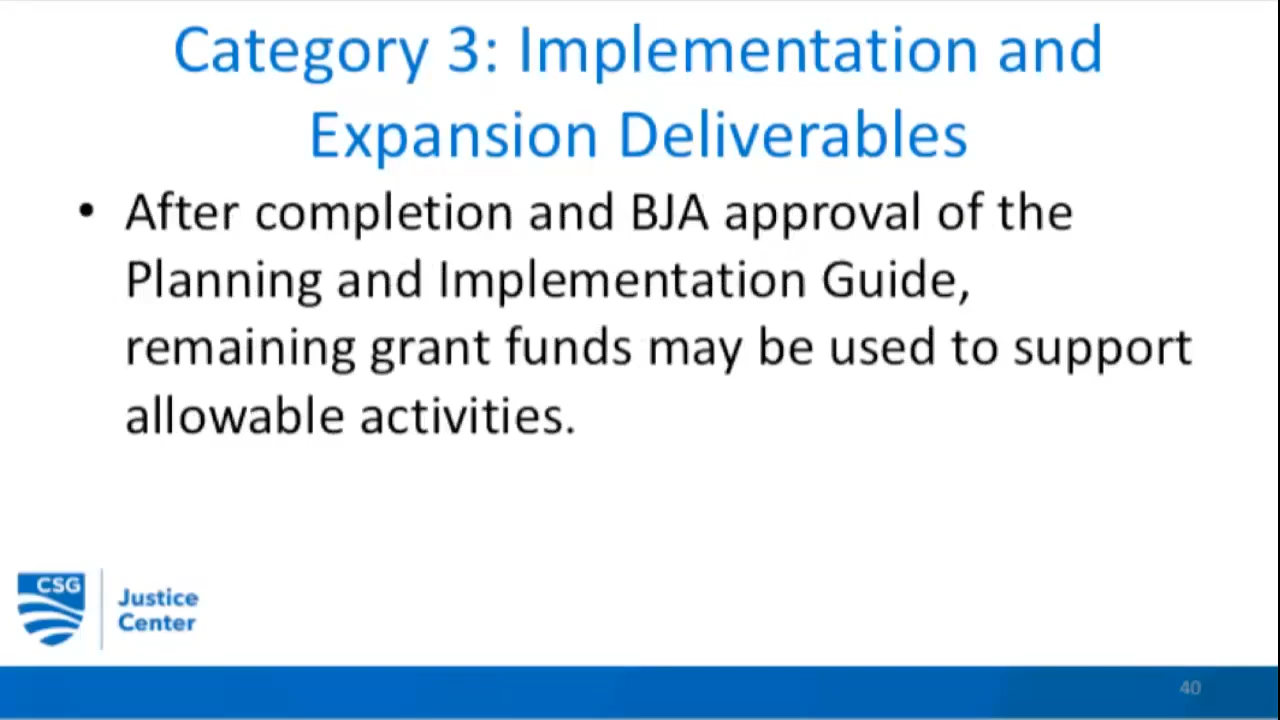 Category 3: Implementation and
Expansion Deliverables
• After completion and BJA approval of the
Planning and Implementation Guide,
remaining grant funds may be used to support
allowable activities.
CSG
Justice
Center
40